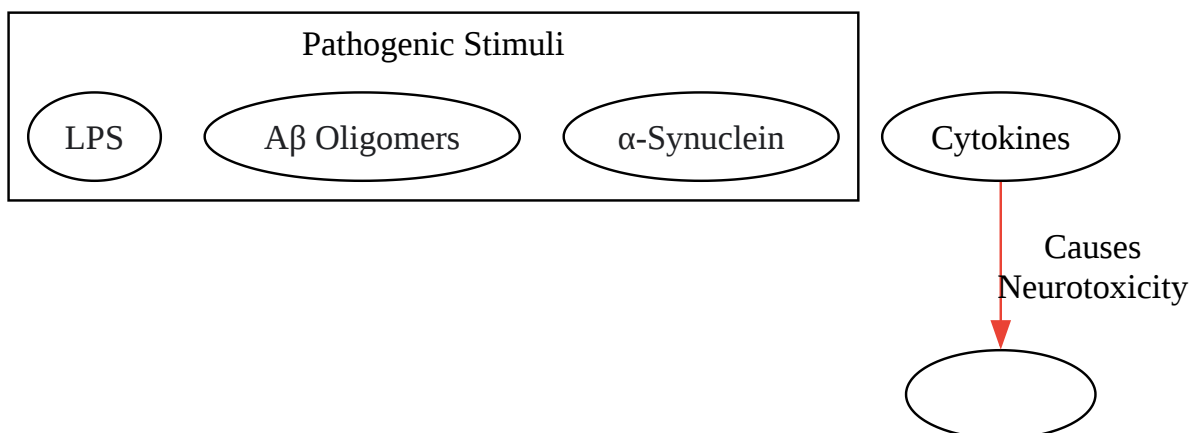 Pathogenic Stimuli
LPS
Aβ Oligomers
α-Synuclein
Cytokines
Causes
Neurotoxicity